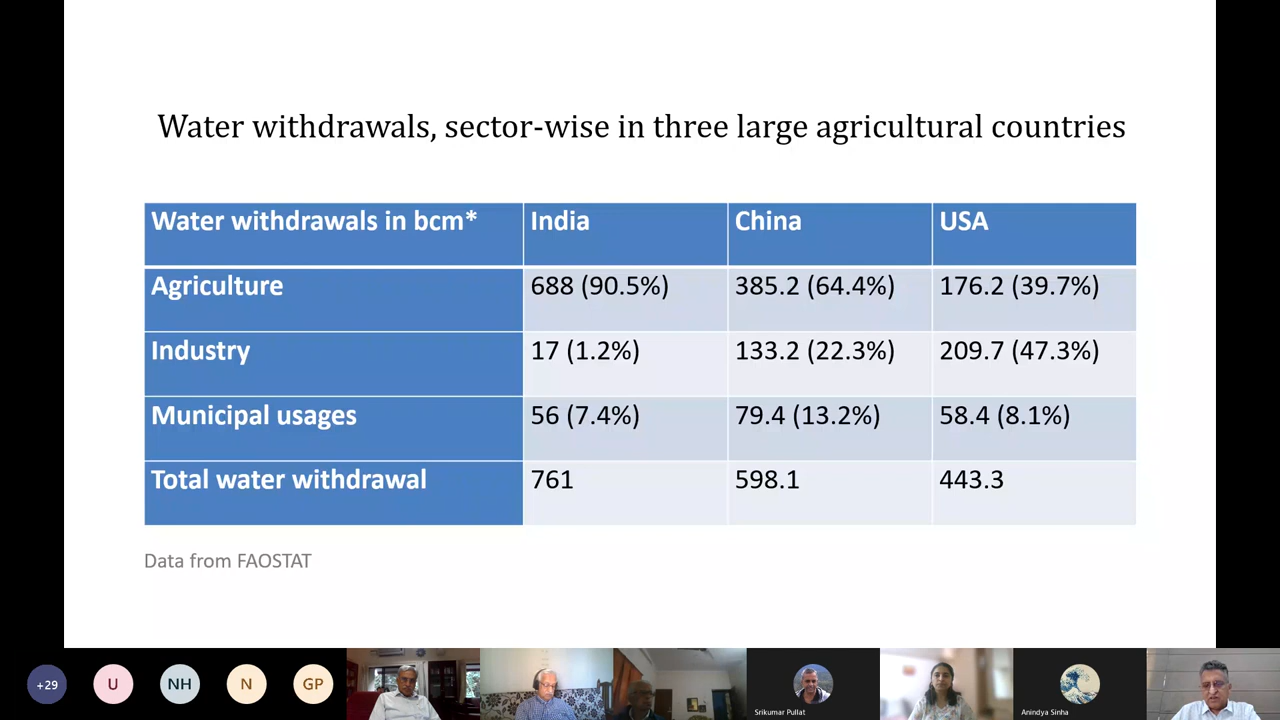 Water withdrawals, sector-wise in three large agricultural countries
Water withdrawals in bcm* India China USA
Agriculture 688 (90.5%) 385.2 (64.4%) 176.2 (39.7%)
Industry 17 (1.2%) 133.2 (22.3%) 209.7 (47.3%)
Municipal usages 56 (7.4%) 79.4 (13.2%) 58.4 (8.1%)
Total water withdrawal 761 598.1 443.3
Data from FAOSTAT
+29 U NH N GP
Srikumar Pullat Anindya Sinha